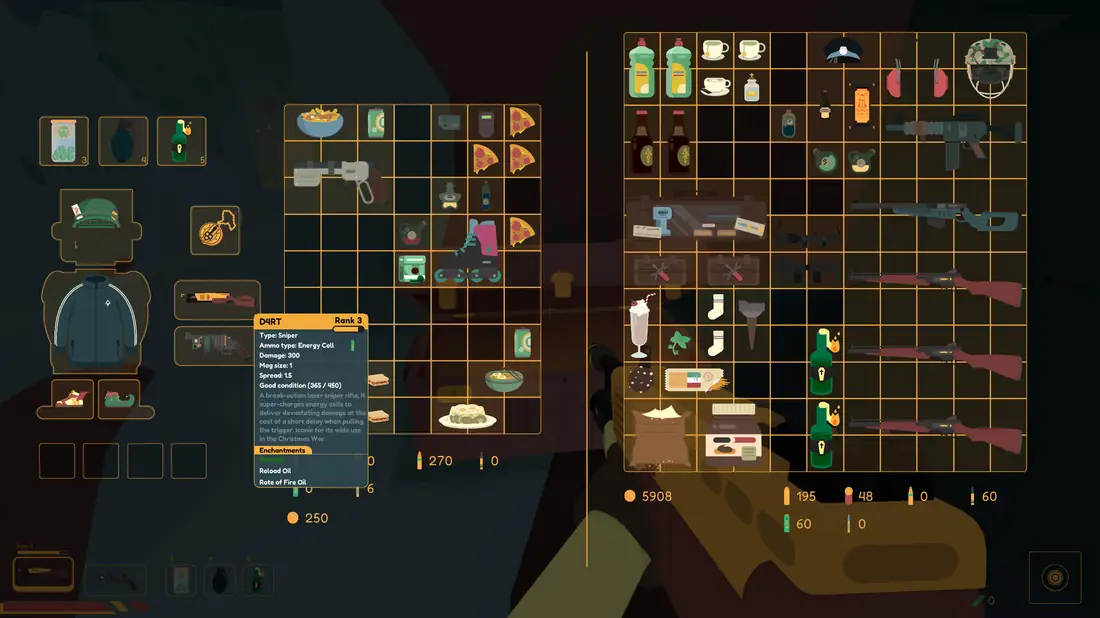 3
4
5
D4RT
Rank 3
Type: Sniper
Ammo type: Energy Cell
Damage: 300
Mag size: 1
Spread: 1.5
Good condition (365 / 450)
A break-action laser sniper rifle. It
super-charges energy cells to
deliver devastating damage at the
cost of a short delay when pulling
the trigger. Iconic for its wide use
in the Christmas War.
Enchantments
Reload Oil
Rate of Fire Oil
0
270
0
0
6
250
5908
195
48
0
60
60
0
0